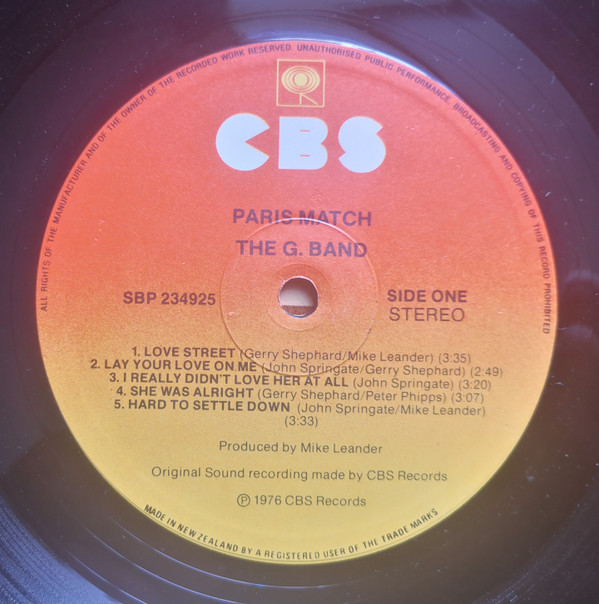 ALL RIGHTS OF THE MANUFACTURER AND OF THE OWNER OF THE RECORDED WORK RESERVED. UNAUTHORISED PUBLIC PERFORMANCE, BROADCASTING AND COPYING OF THIS RECORD PROHIBITED
CBS
PARIS MATCH
THE G. BAND
SBP 234925
SIDE ONE
STEREO
1. LOVE STREET (Gerry Shephard/Mike Leander) (3:35)
2. LAY YOUR LOVE ON ME (John Springate/Gerry Shephard) (2:49)
3. I REALLY DIDN'T LOVE HER AT ALL (John Springate) (3:20)
4. SHE WAS ALRIGHT (Gerry Shephard/Peter Phipps) (3:07)
5. HARD TO SETTLE DOWN (John Springate/Mike Leander)
(3:33)
Produced by Mike Leander
Original Sound recording made by CBS Records
Ⓟ 1976 CBS Records
MADE IN NEW ZEALAND BY A REGISTERED USER OF THE TRADE MARKS